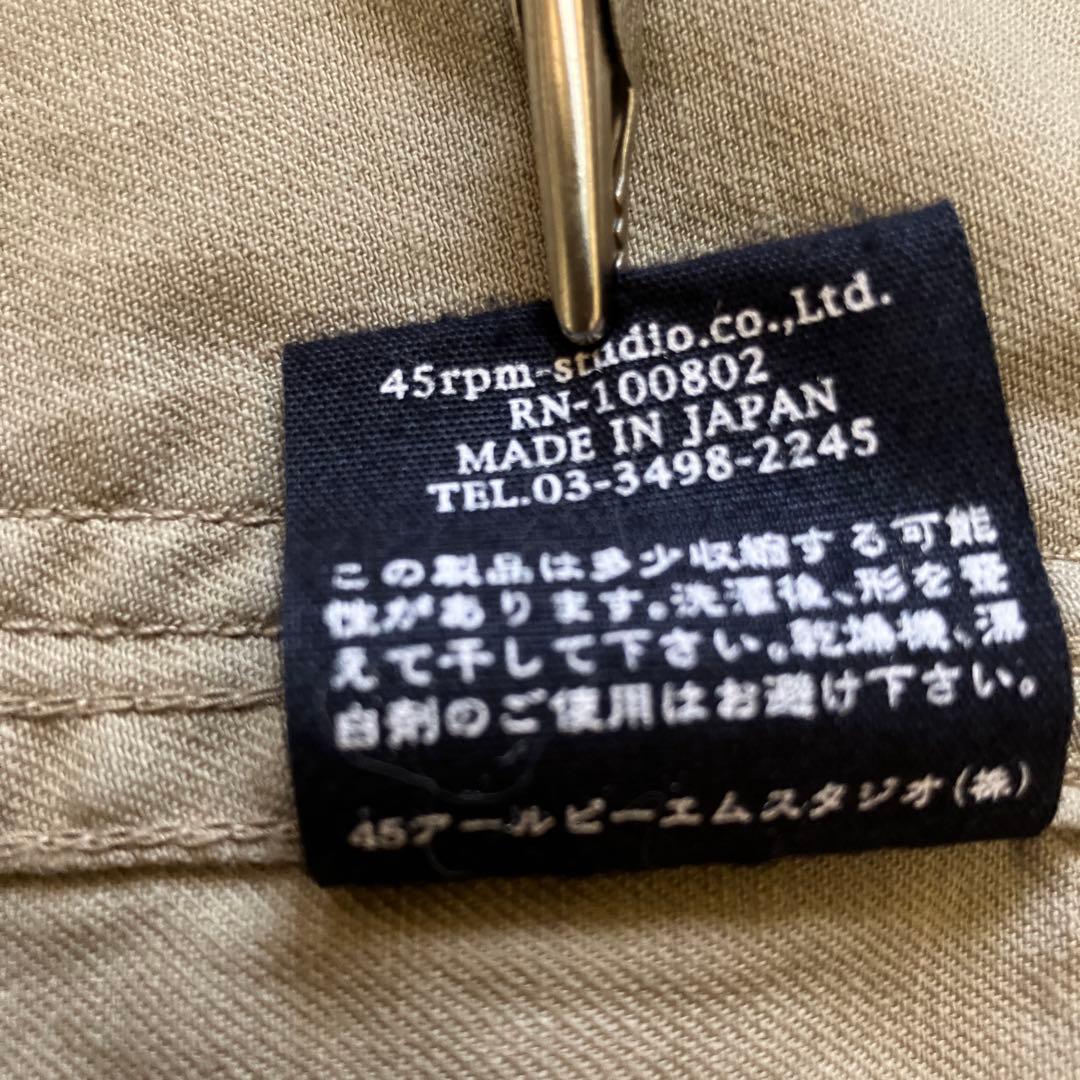 45rpm-studio.co.,Ltd.
RN-100802
MADE IN JAPAN
TEL.03-3498-2245
この製品は多少収縮する可能
性があります。洗濯後、形を整
えて干して下さい。乾燥機、漂
白剤のご使用はお避け下さい。
45アールピーエムスタジオ(株)